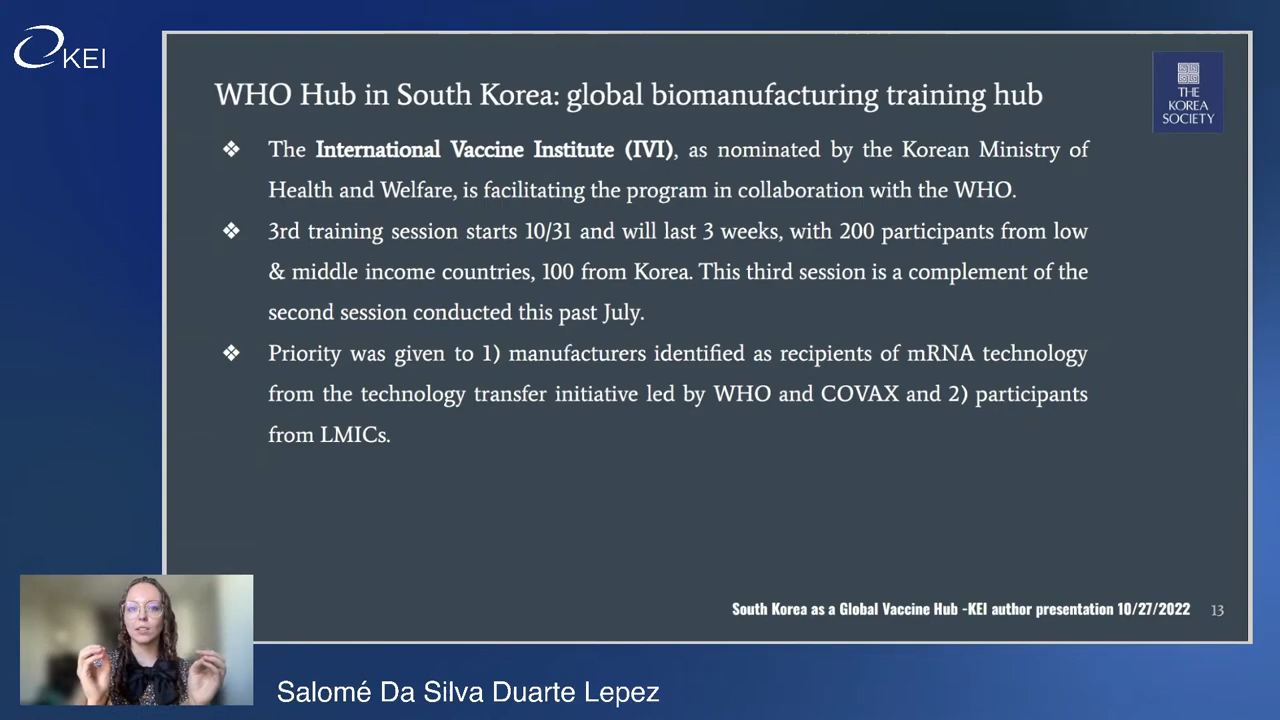 KEI
WHO Hub in South Korea: global biomanufacturing training hub
THE
KOREA
SOCIETY
❖ The International Vaccine Institute (IVI), as nominated by the Korean Ministry of
Health and Welfare, is facilitating the program in collaboration with the WHO.
❖ 3rd training session starts 10/31 and will last 3 weeks, with 200 participants from low
& middle income countries, 100 from Korea. This third session is a complement of the
second session conducted this past July.
❖ Priority was given to 1) manufacturers identified as recipients of mRNA technology
from the technology transfer initiative led by WHO and COVAX and 2) participants
from LMICs.
South Korea as a Global Vaccine Hub -KEI author presentation 10/27/2022 13
Salomé Da Silva Duarte Lepez